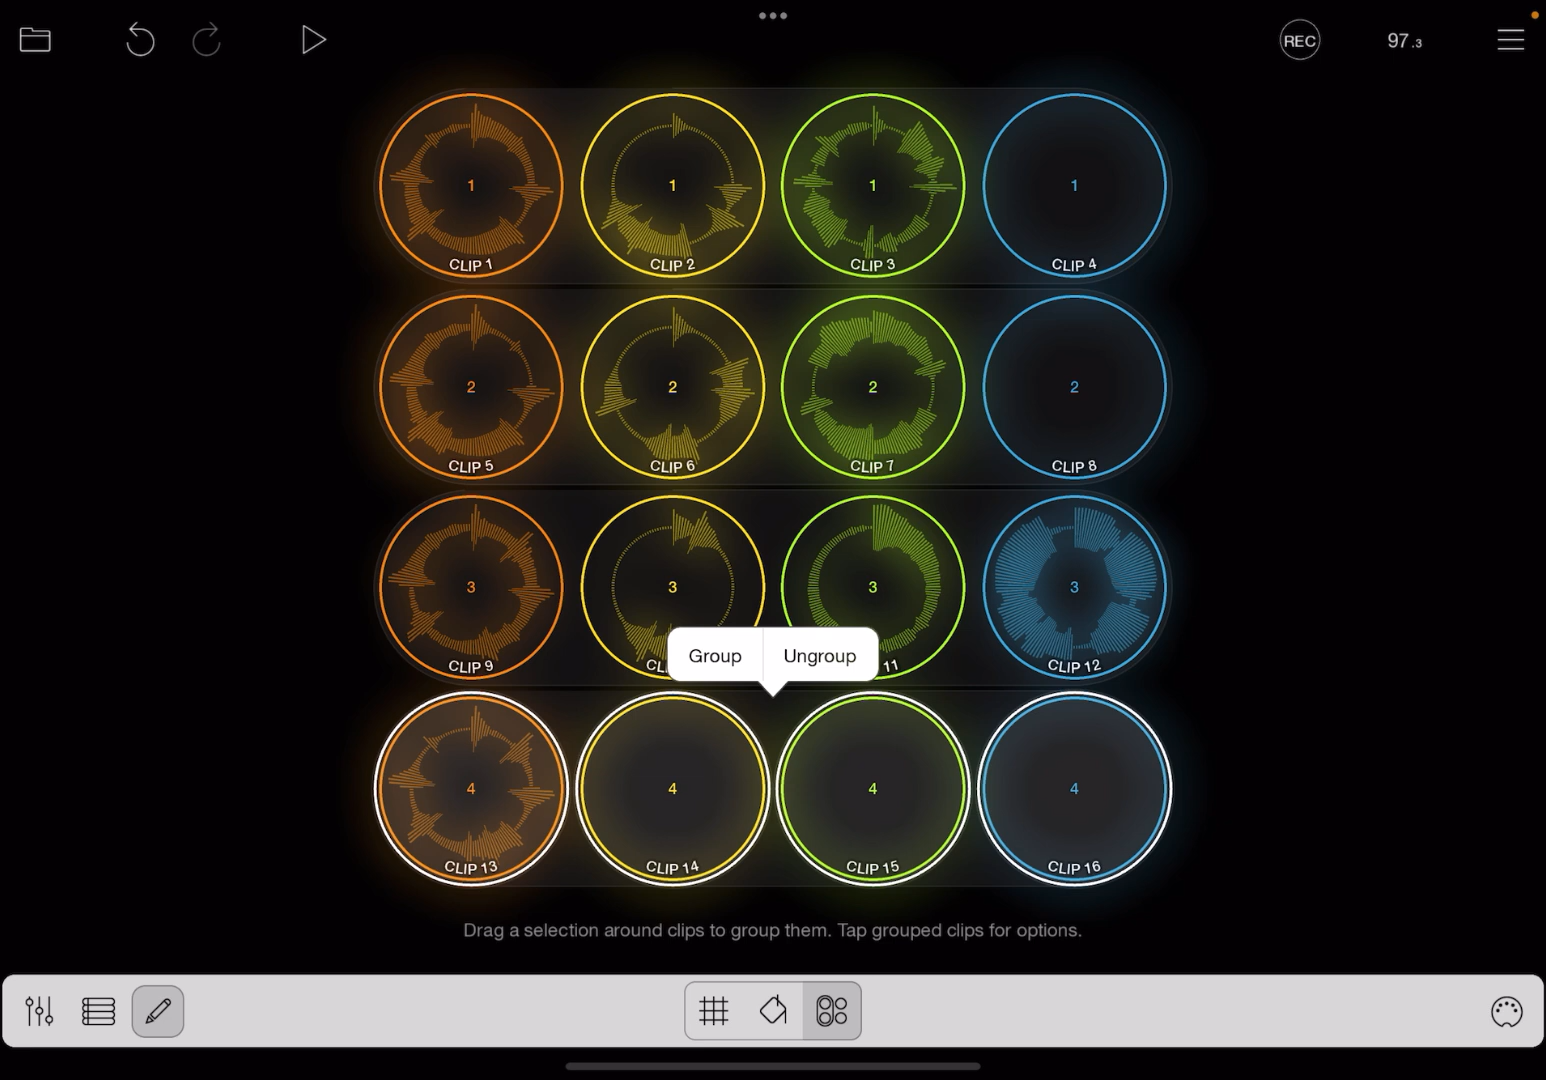 REC
97.3
1 1 1 1
CLIP 1 CLIP 2 CLIP 3 CLIP 4
2 2 2 2
CLIP 5 CLIP 6 CLIP 7 CLIP 8
3 3 3 3
Group Ungroup
CLIP 9 CL 11 CLIP 12
4 4 4 4
CLIP 13 CLIP 14 CLIP 15 CLIP 16
Drag a selection around clips to group them. Tap grouped clips for options.